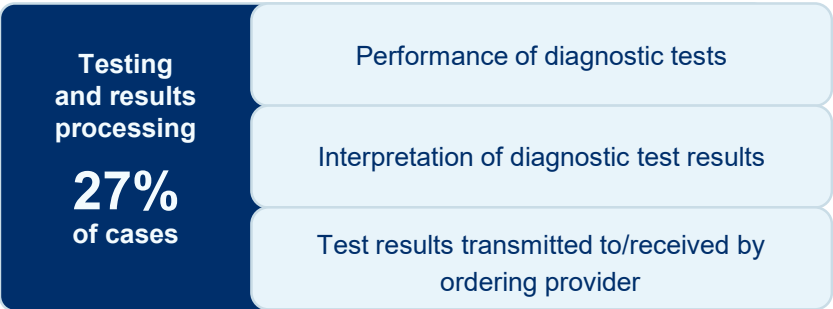 Testing
and results
processing
27%
of cases
Performance of diagnostic tests
Interpretation of diagnostic test results
Test results transmitted to/received by
ordering provider